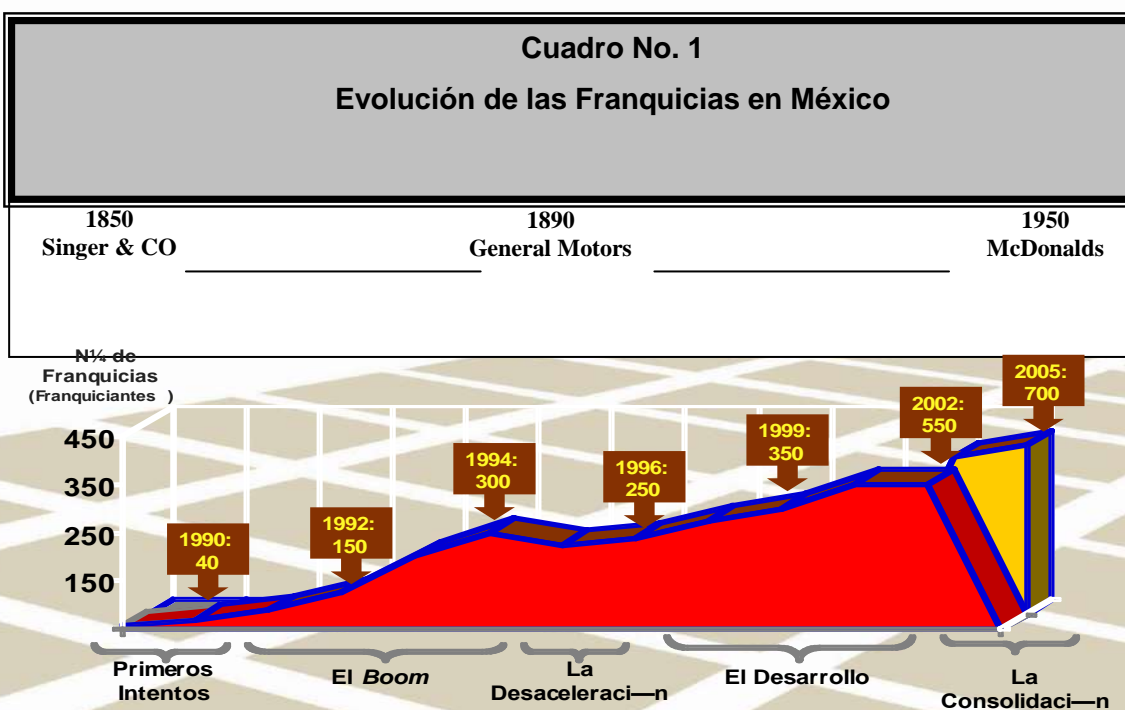 Cuadro No. 1
Evolución de las Franquicias en México
1850
Singer & CO
1890
General Motors
1950
McDonalds
N¼ de
Franquicias
(Franquiciantes )
450
350
250
150
1990:
40
1992:
150
1994:
300
1996:
250
1999:
350
2002:
550
2005:
700
Primeros
Intentos
El Boom
La
Desaceleraci—n
El Desarrollo
La
Consolidaci—n